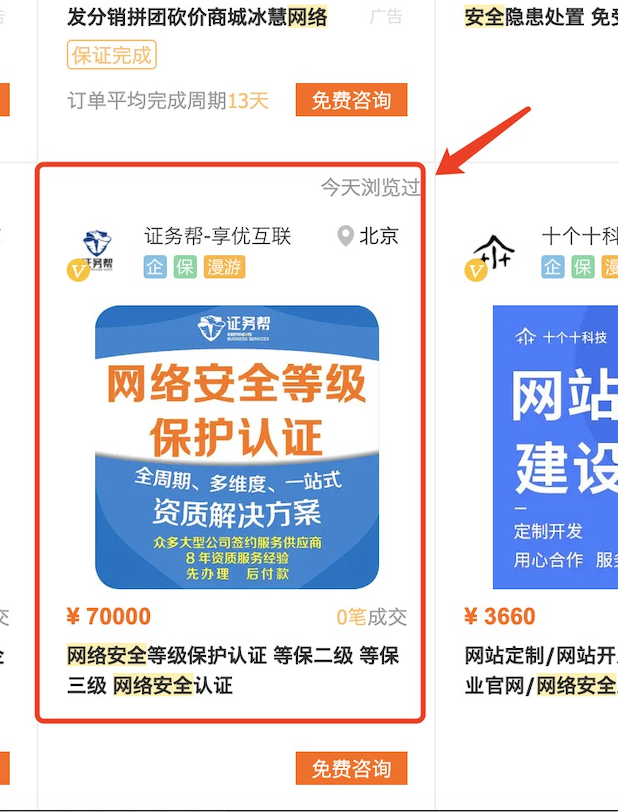 发分销拼团砍价商城冰慧网络
广告
保证完成
订单平均完成周期13天
免费咨询
安全隐患处置 免
今天浏览过
证务帮-享优互联
北京
企 保 漫游
证务帮
网络安全等级
保护认证
全周期、多维度、一站式
资质解决方案
众多大型公司签约服务供应商
8年资质服务经验
先办理 后付款
¥70000
0笔成交
网络安全等级保护认证 等保二级 等保
三级 网络安全认证
免费咨询
十个十科
企 保
十个十科技
网站
建设
定制开发
用心合作 服
¥3660
网站定制/网站开
业官网/网络安全